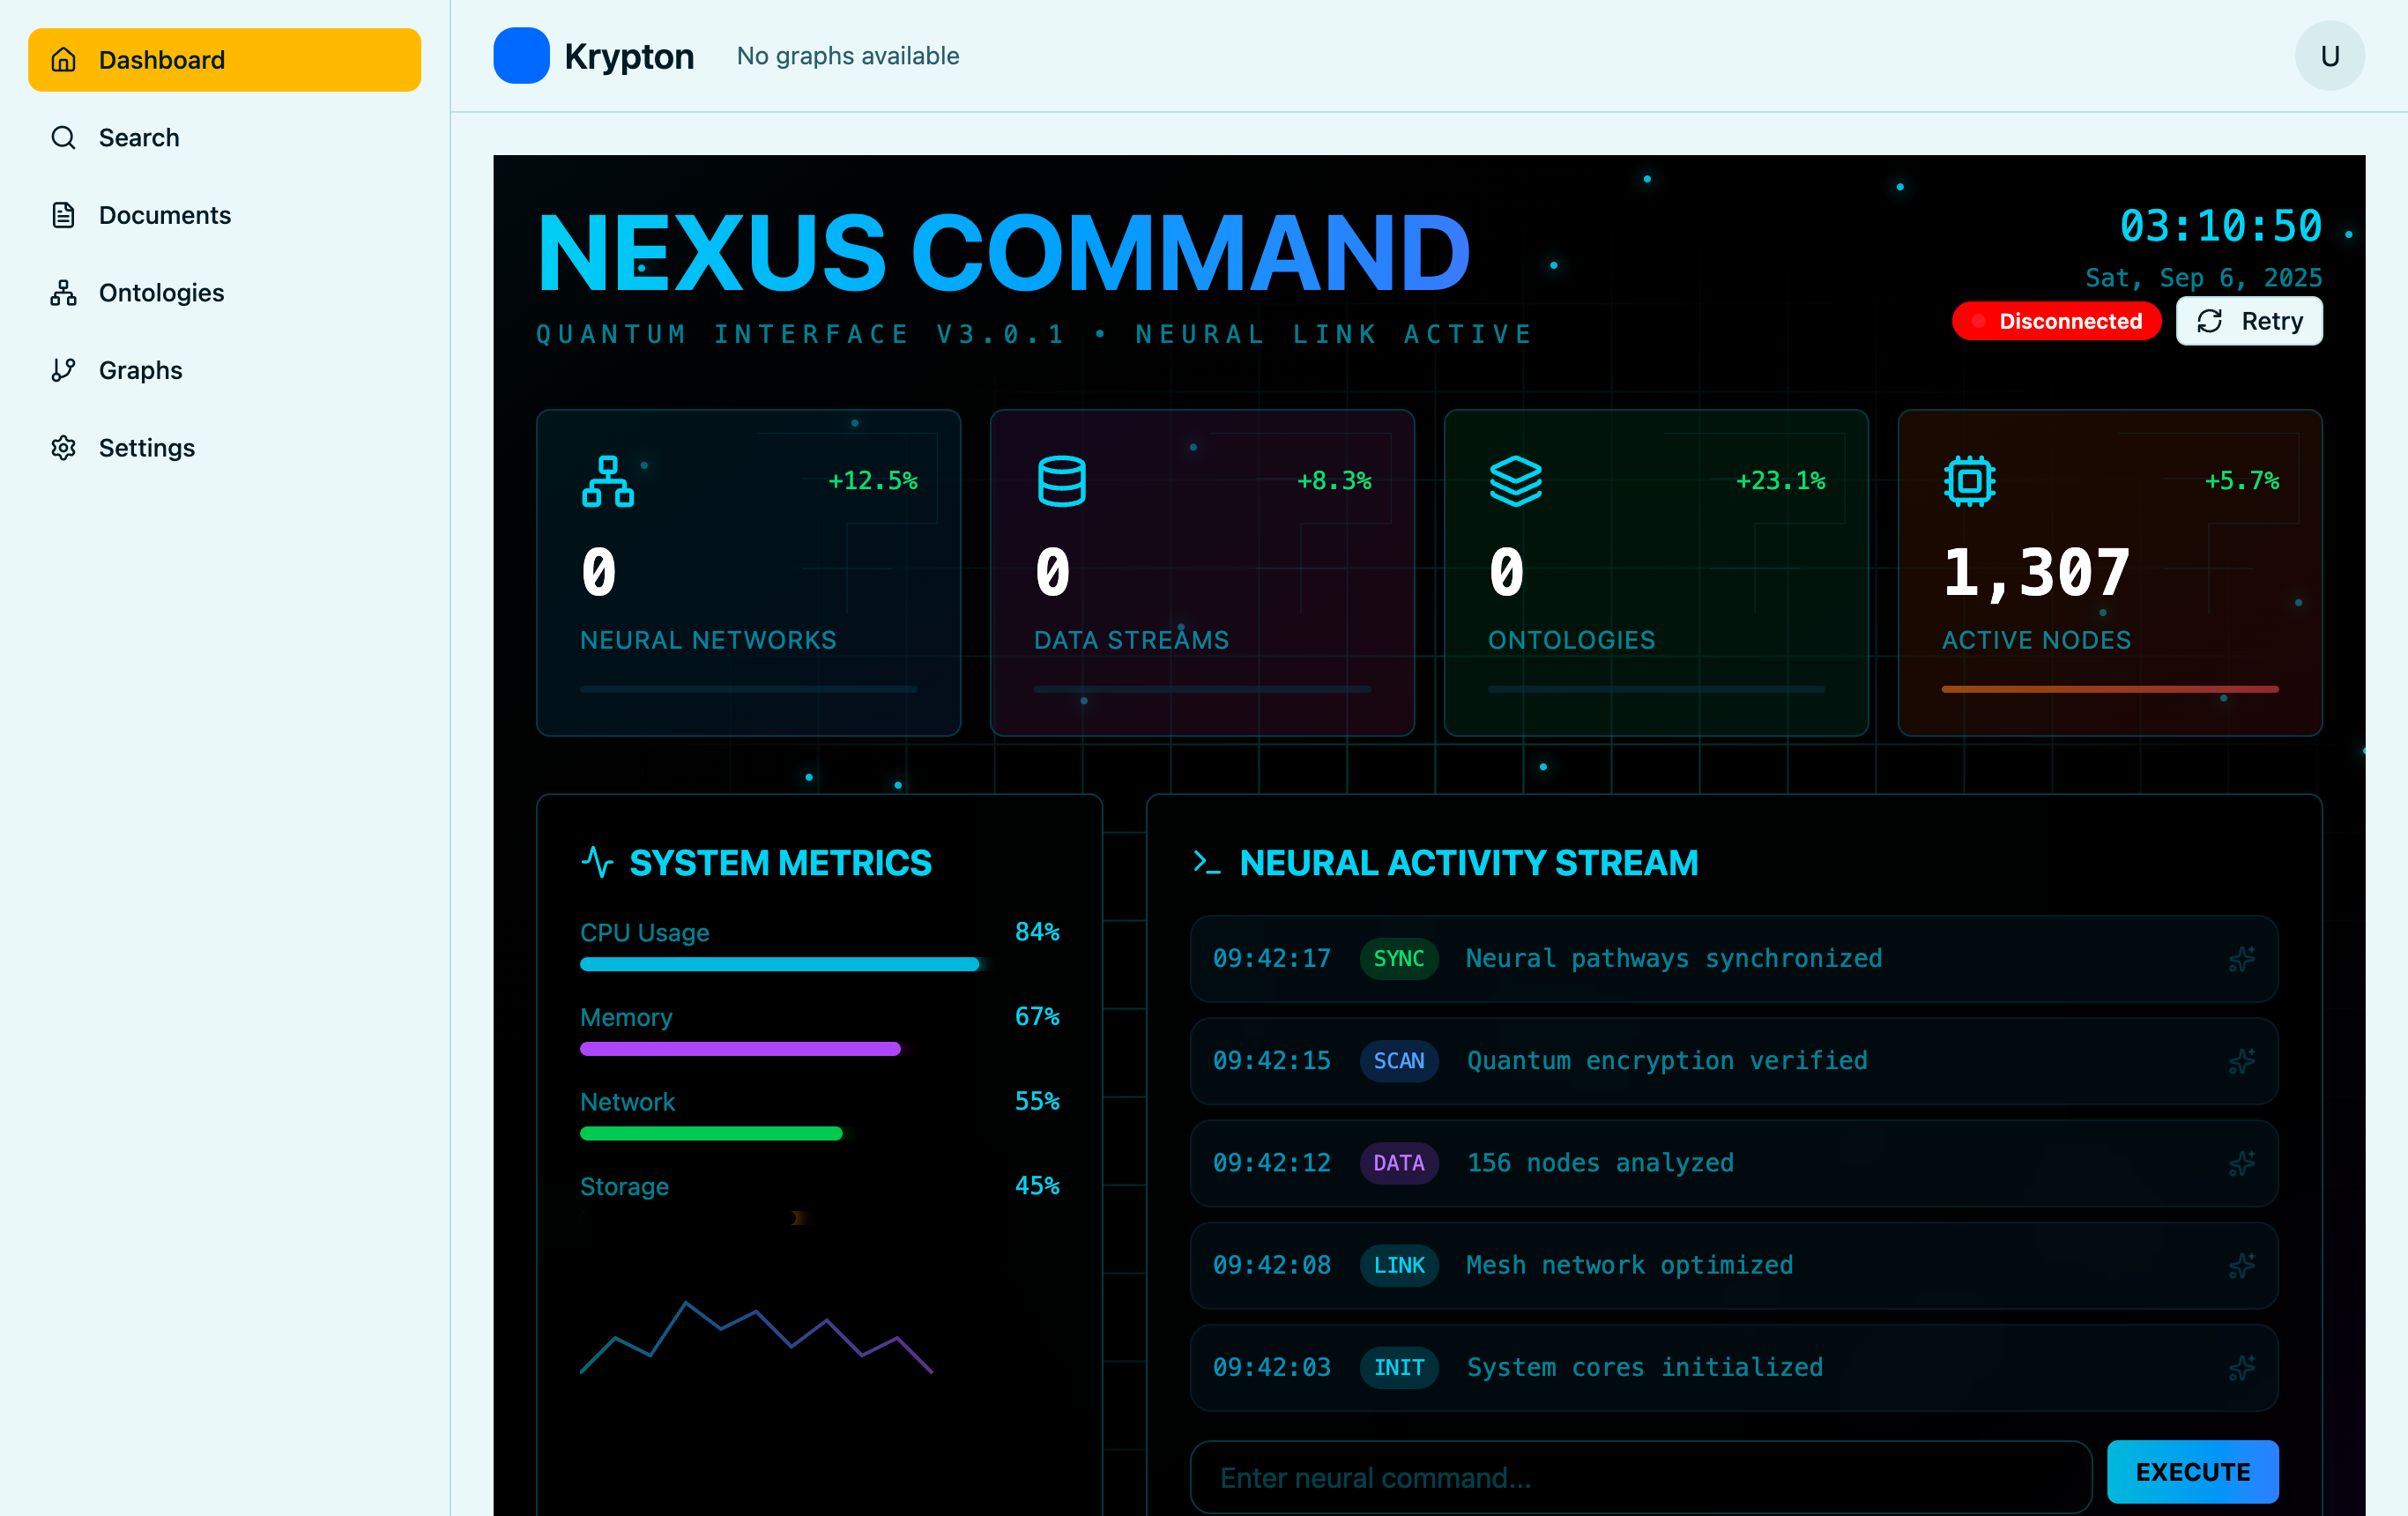 Dashboard
Search
Documents
Ontologies
Graphs
Settings
Krypton
No graphs available
U
NEXUS COMMAND
QUANTUM INTERFACE V3.0.1 • NEURAL LINK ACTIVE
03:10:50
Sat, Sep 6, 2025
Disconnected
Retry
+12.5%
0
NEURAL NETWORKS
+8.3%
0
DATA STREAMS
+23.1%
0
ONTOLOGIES
+5.7%
1,307
ACTIVE NODES
SYSTEM METRICS
CPU Usage 84%
Memory 67%
Network 55%
Storage 45%
NEURAL ACTIVITY STREAM
09:42:17 SYNC Neural pathways synchronized
09:42:15 SCAN Quantum encryption verified
09:42:12 DATA 156 nodes analyzed
09:42:08 LINK Mesh network optimized
09:42:03 INIT System cores initialized
Enter neural command...
EXECUTE